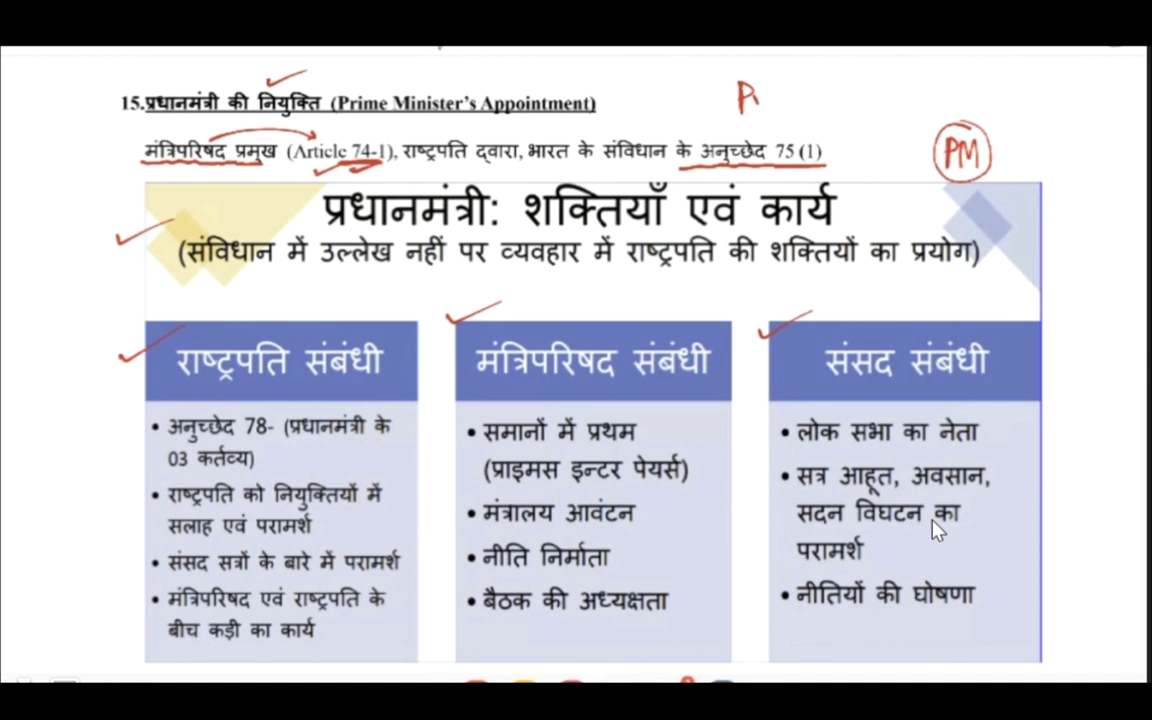 15.प्रधानमंत्री की नियुक्ति (Prime Minister's Appointment)
P
मंत्रिपरिषद प्रमुख (Article 74-1), राष्ट्रपति द्वारा, भारत के संविधान के अनुच्छेद 75 (1)
PM
प्रधानमंत्री: शक्तियाँ एवं कार्य
(संविधान में उल्लेख नहीं पर व्यवहार में राष्ट्रपति की शक्तियों का प्रयोग)
राष्ट्रपति संबंधी
• अनुच्छेद 78- (प्रधानमंत्री के
03 कर्तव्य)
• राष्ट्रपति को नियुक्तियों में
सलाह एवं परामर्श
• संसद सत्रों के बारे में परामर्श
• मंत्रिपरिषद एवं राष्ट्रपति के
बीच कड़ी का कार्य
मंत्रिपरिषद संबंधी
• समानों में प्रथम
(प्राइमस इन्टर पेयर्स)
• मंत्रालय आवंटन
• नीति निर्माता
• बैठक की अध्यक्षता
संसद संबंधी
• लोक सभा का नेता
• सत्र आहूत, अवसान,
सदन विघटन का
परामर्श
• नीतियों की घोषणा